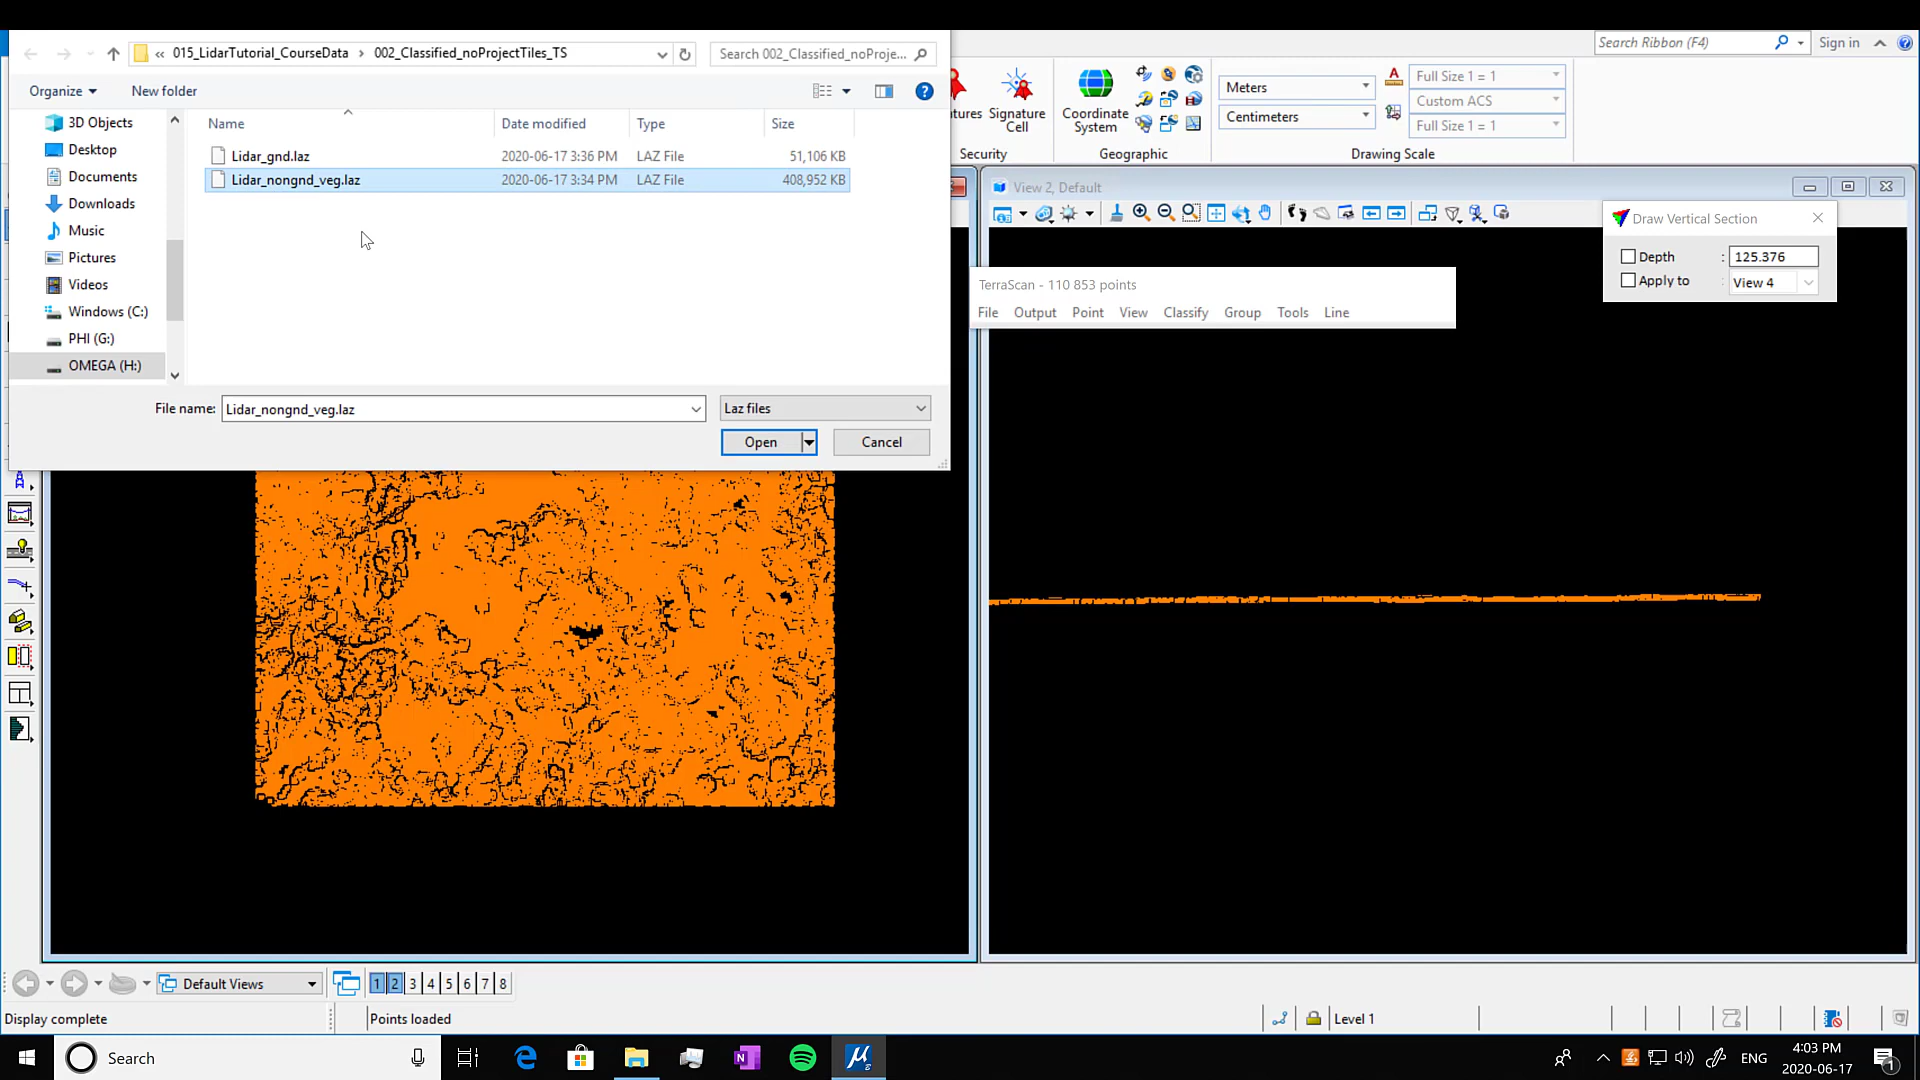 015_LidarTutorial_CourseData
002_Classified_noProjectTiles_TS
Search 002_Classified_noProje...
Organize
New folder
Name
Date modified
Type
Size
3D Objects
Desktop
Documents
Downloads
Music
Pictures
Videos
Windows (C:)
PHI (G:)
OMEGA (H:)
Lidar_gnd.laz
2020-06-17 3:36 PM
LAZ File
51,106 KB
Lidar_nongnd_veg.laz
2020-06-17 3:34 PM
LAZ File
408,952 KB
File name:
Lidar_nongnd_veg.laz
Laz files
Open
Cancel
Search Ribbon (F4)
Sign in
Signature Cell
Security
Coordinate System
Geographic
Meters
Centimeters
Full Size 1 = 1
Custom ACS
Full Size 1 = 1
Drawing Scale
View 2, Default
Draw Vertical Section
Depth : 125.376
Apply to : View 4
TerraScan - 110 853 points
File Output Point View Classify Group Tools Line
Default Views
1 2 3 4 5 6 7 8
Display complete
Points loaded
Level 1
Search
ENG
4:03 PM
2020-06-17
1